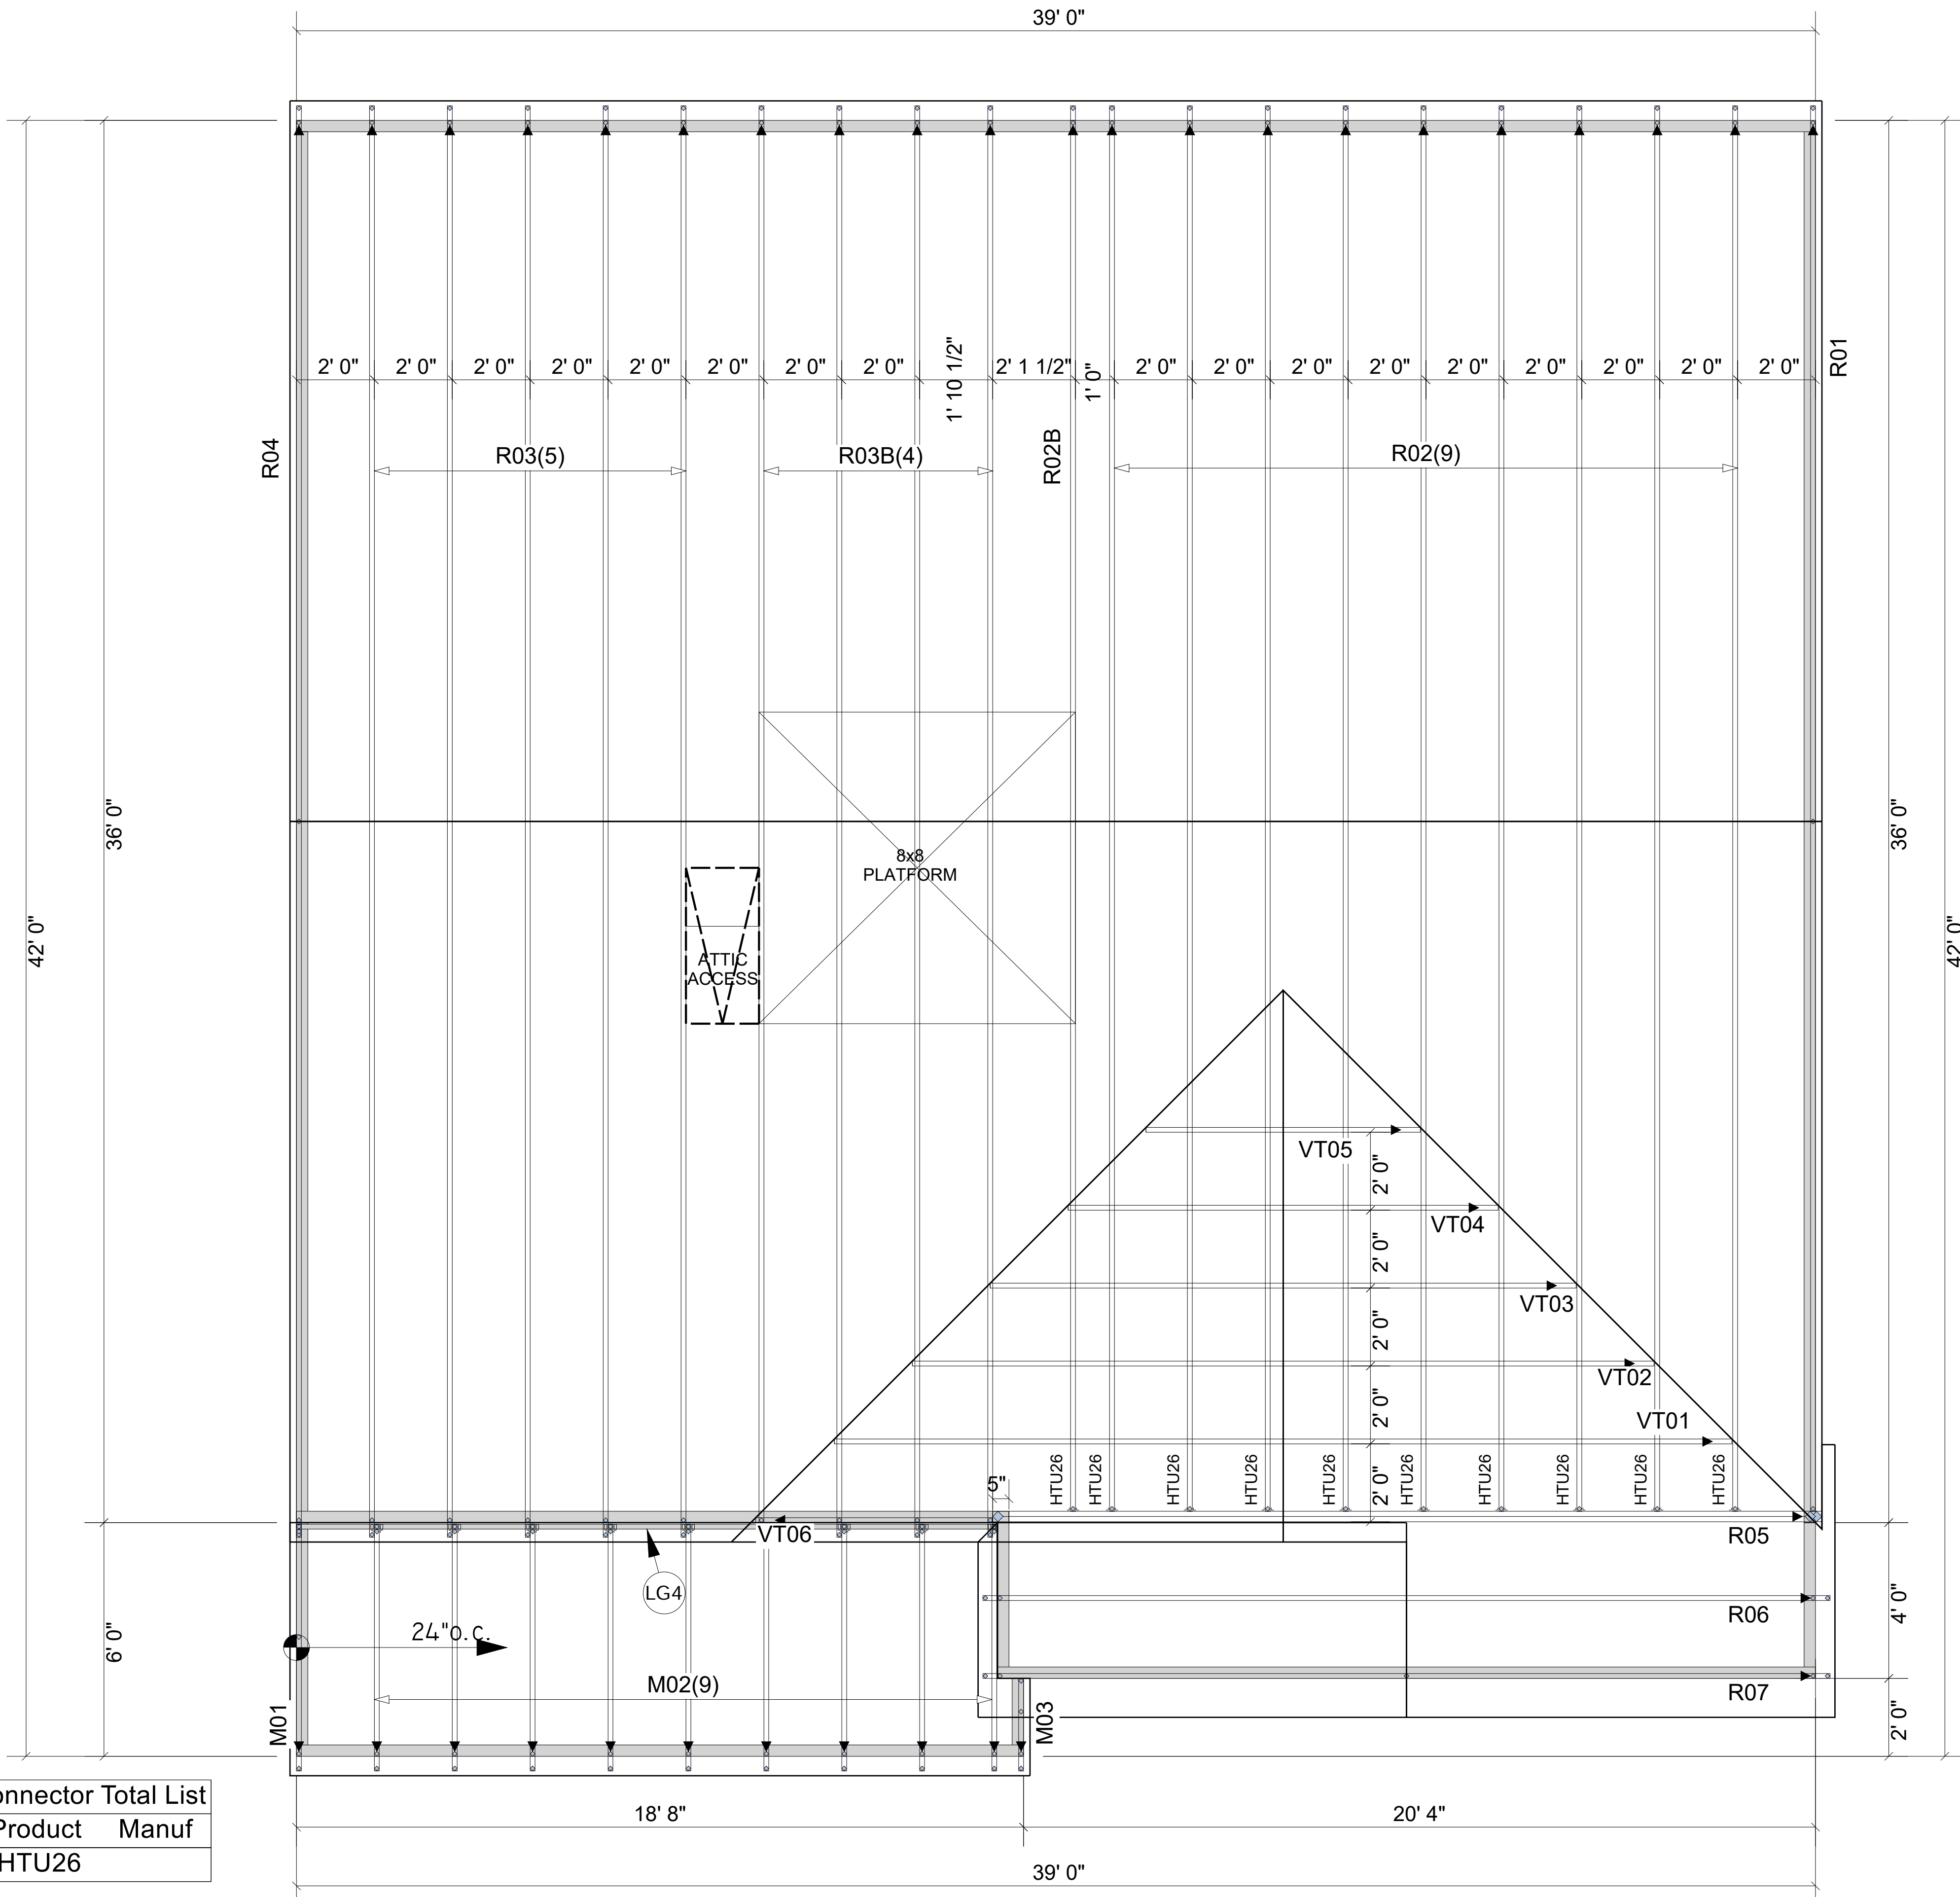 39' 0"
R01
2' 0" 2' 0" 2' 0" 2' 0" 2' 0" 2' 0" 2' 0" 2' 0" 1' 10 1/2" 2' 1 1/2" 1' 0" 2' 0" 2' 0" 2' 0" 2' 0" 2' 0" 2' 0" 2' 0" 2' 0" 2' 0"
R04
R03(5)
R03B(4)
R02B
R02(9)
36' 0"
42' 0"
36' 0"
42' 0"
8x8
PLATFORM
ATTIC
ACCESS
VT05
2' 0"
VT04
2' 0"
VT03
2' 0"
VT02
2' 0"
VT01
2' 0"
5"
HTU26 HTU26 HTU26 HTU26 HTU26 HTU26 HTU26 HTU26 HTU26 HTU26
VT06
R05
LG4
R06
4' 0"
24"o.c.
6' 0"
M02(9)
R07
M01
M03
2' 0"
onnector Total List
Product Manuf
HTU26
18' 8"
20' 4"
39' 0"